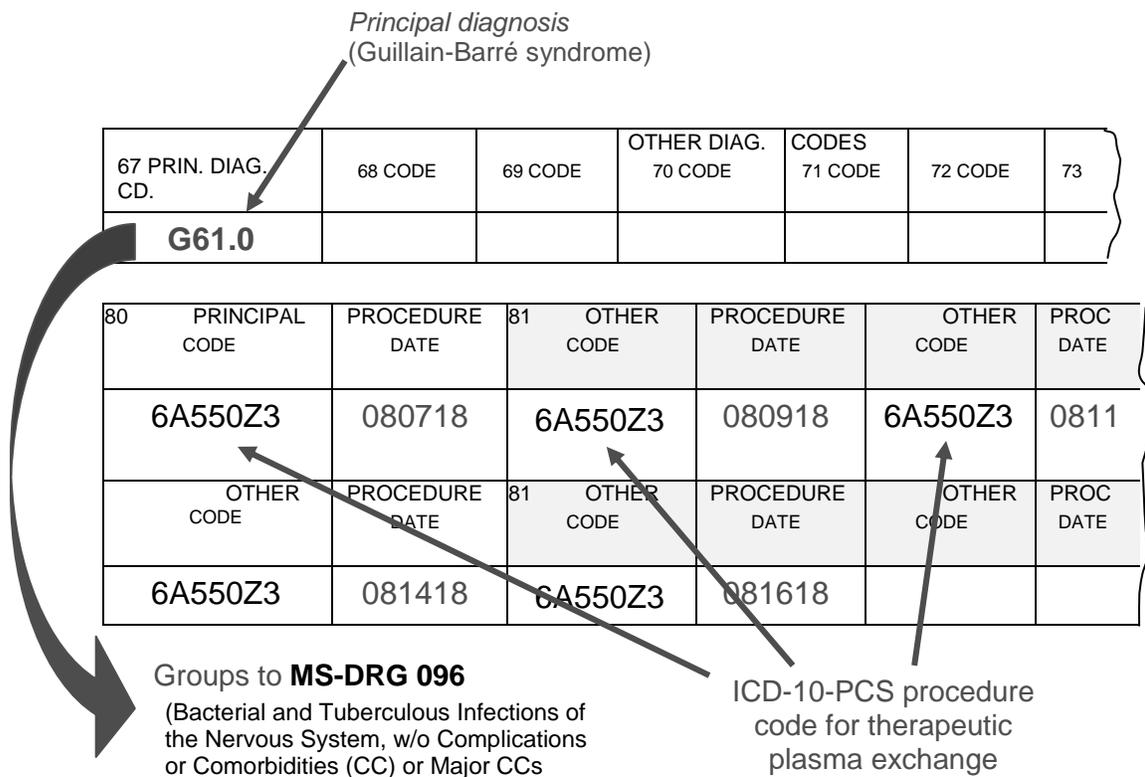 Principal diagnosis
(Guillain-Barré syndrome)
OTHER DIAG. CODES
67 PRIN. DIAG. CD. 68 CODE 69 CODE 70 CODE 71 CODE 72 CODE 73
G61.0
80 PRINCIPAL PROCEDURE 81 OTHER PROCEDURE OTHER PROC
CODE DATE CODE DATE CODE DATE
6A550Z3 080718 6A550Z3 080918 6A550Z3 0811
OTHER PROCEDURE 81 OTHER PROCEDURE OTHER PROC
CODE DATE CODE DATE CODE DATE
6A550Z3 081418 6A550Z3 081618
Groups to MS-DRG 096
(Bacterial and Tuberculous Infections of
the Nervous System, w/o Complications
or Comorbidities (CC) or Major CCs
ICD-10-PCS procedure
code for therapeutic
plasma exchange